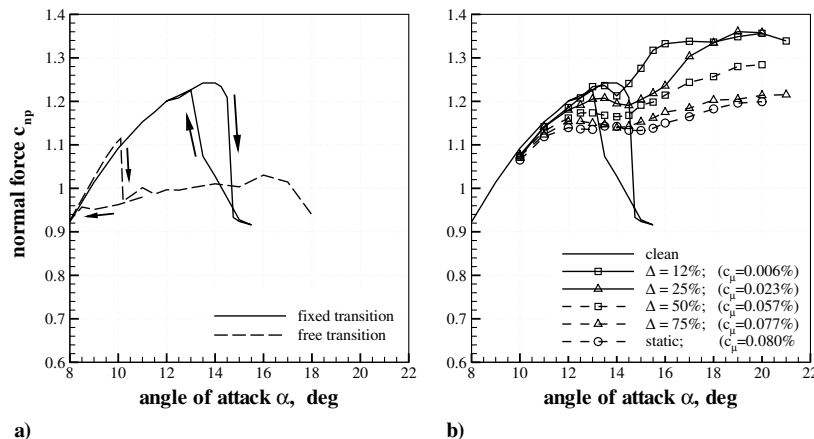 1.4
1.3
1.2
1.1
1
0.9
0.8
0.7
0.6
normal force c_np
8 10 12 14 16 18 20 22
angle of attack α, deg
fixed transition
free transition
a)
1.4
1.3
1.2
1.1
1
0.9
0.8
0.7
0.6
8 10 12 14 16 18 20 22
angle of attack α, deg
clean
Δ = 12%; (c_μ=0.006%)
Δ = 25%; (c_μ=0.023%)
Δ = 50%; (c_μ=0.057%)
Δ = 75%; (c_μ=0.077%)
static; (c_μ=0.080%
b)